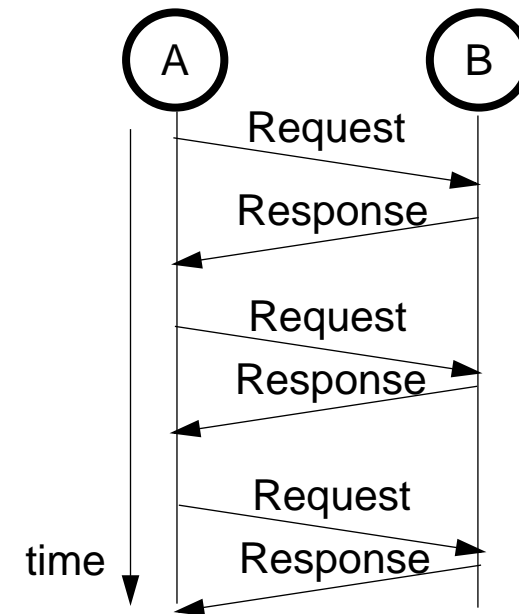 A
B
Request
Response
Request
Response
Request
Response
time